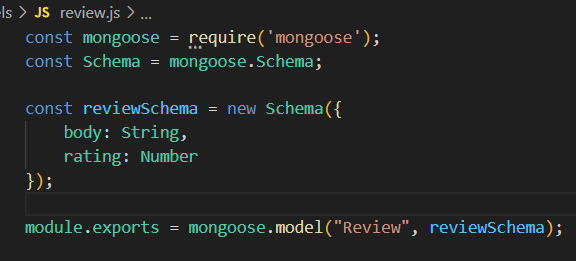 els > JS review.js > ...
const mongoose = require('mongoose');
const Schema = mongoose.Schema;
const reviewSchema = new Schema({
    body: String,
    rating: Number
});
module.exports = mongoose.model("Review", reviewSchema);